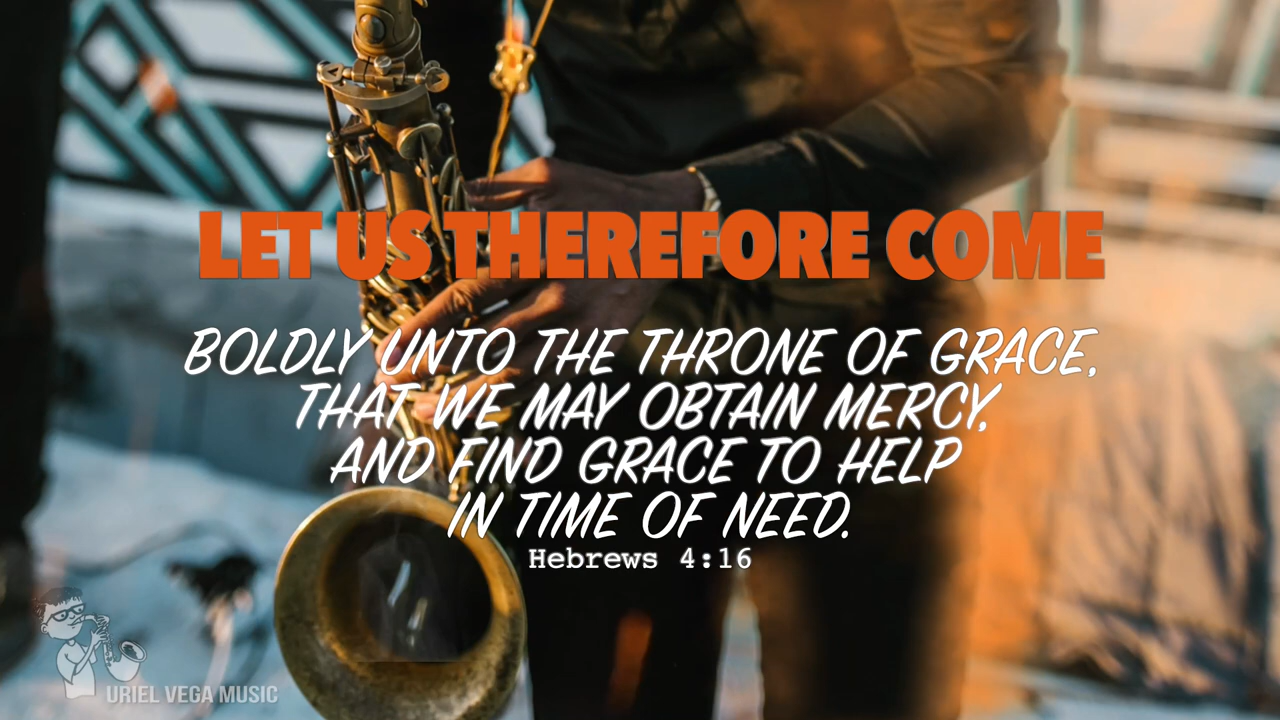 LET US THEREFORE COME
BOLDLY UNTO THE THRONE OF GRACE,
THAT WE MAY OBTAIN MERCY,
AND FIND GRACE TO HELP
IN TIME OF NEED.
Hebrews 4:16
URIEL VEGA MUSIC